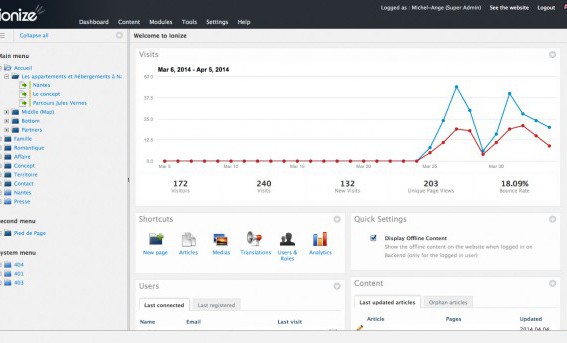 ionize
Logged as : Michel-Ange (Super Admin) See the website Logout
Dashboard Content Modules Tools Settings Help
Collapse all
Welcome to Ionize
Main menu
Accueil
Les appartements et hébergements à Na
Nantes
Le concept
Parcours Jules Vernes
Middle (Map)
Bottom
Partners
Famille
Romantique
Affaire
Concept
Territoire
Contact
Nantes
Presse
Second menu
Pied de Page
System menu
404
401
403
Visits
Mar 6, 2014 - Apr 5, 2014
50.0
37.5
25.0
12.5
0.0
Mar 5 Mar 10 Mar 15 Mar 20 Mar 25 Mar 30
172 240 132 203 18.09%
Visitors Visits New Visits Unique Page Views Bounce Rate
Shortcuts
New page Articles Medias Translations Users & Roles Analytics
Quick Settings
Display Offline Content
Show the offline content on the website when logged in on
Backend (only for the logged in user)
Users
Last connected Last registered
Name Email Last visit
Content
Last updated articles Orphan articles
Article Pages Updated
2014.04.04